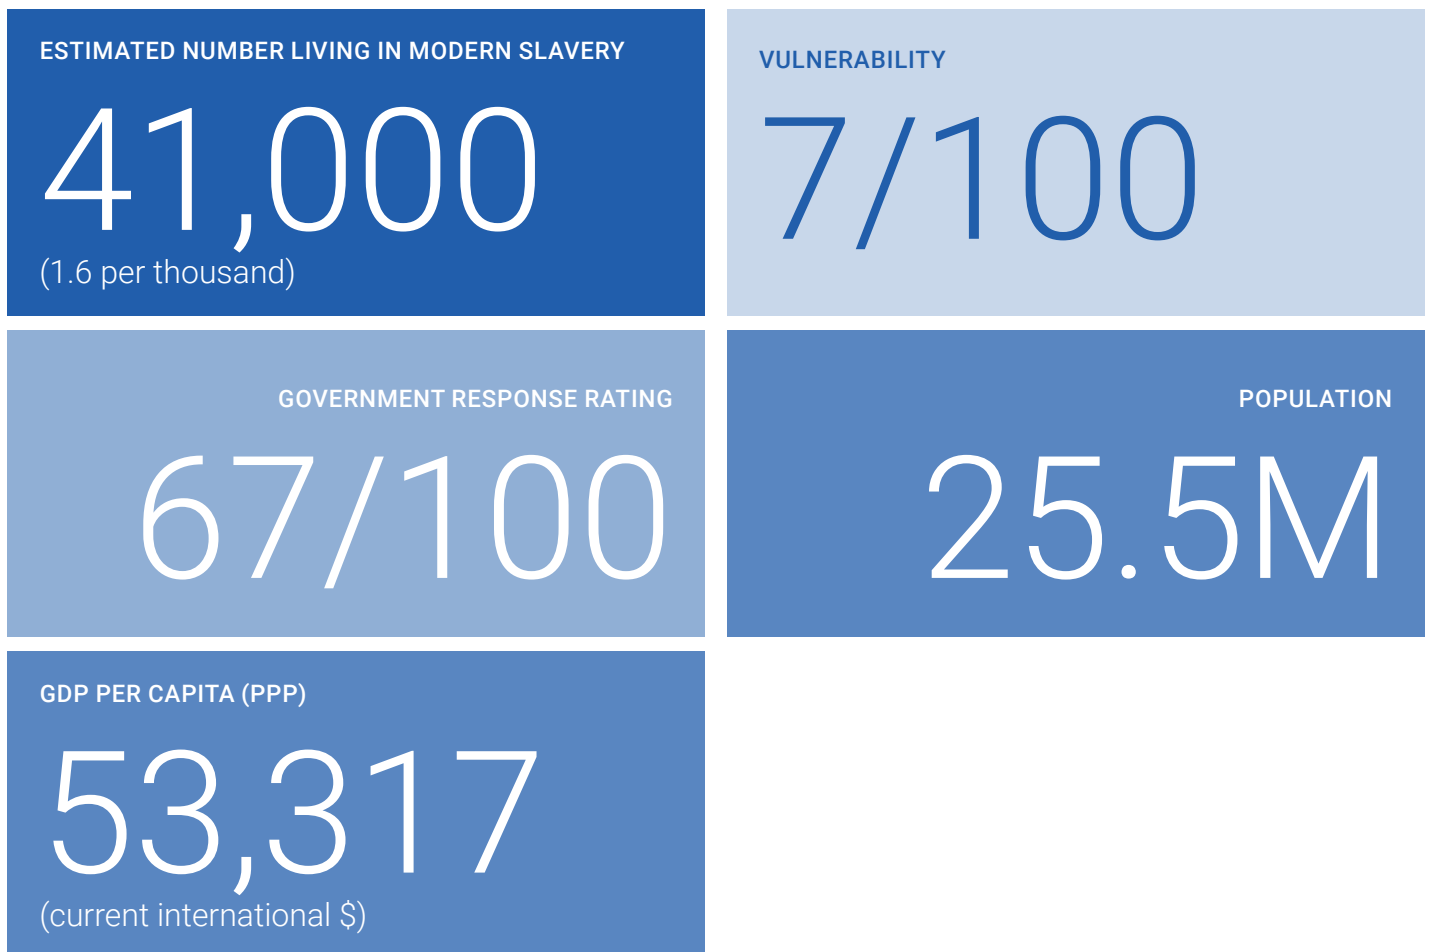 ESTIMATED NUMBER LIVING IN MODERN SLAVERY
41,000
(1.6 per thousand)
VULNERABILITY
7/100
GOVERNMENT RESPONSE RATING
67/100
POPULATION
25.5M
GDP PER CAPITA (PPP)
53,317
(current international $)